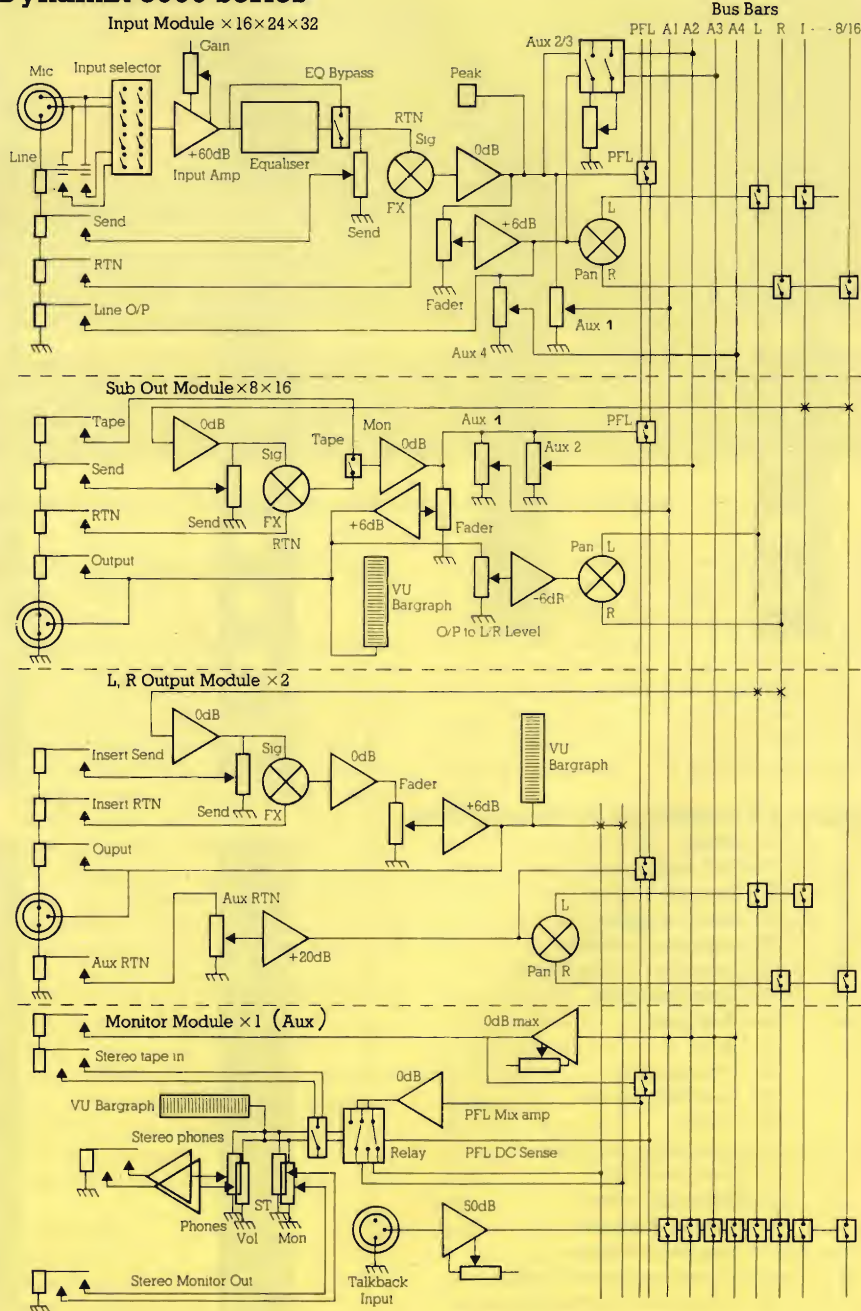 Input Module ×16×24×32
Bus Bars
PFL A1 A2 A3 A4 L R I ···· 8/16
Gain
Mic
Input selector
EQ Bypass
Peak
Aux 2/3
RTN
Sig
0dB
PFL
Line
+60dB
Input Amp
Equaliser
FX
L
Send
Send
+6dB
RTN
Pan R
Fader
Line O/P
Aux 4
Aux 1
Sub Out Module×8×16
Tape
0dB
Tape
Mon
0dB
Aux 1
PFL
Aux 2
Send
Sig
RTN
Send
FX
RTN
+6dB
Fader
Output
VU
Bargraph
Pan L
-6dB
R
O/P to L/R Level
L, R Output Module ×2
0dB
Sig
0dB
VU
Bargraph
Insert Send
Fader
+6dB
Insert RTN
Send
FX
Ouput
Aux RTN
L
+20dB
Aux RTN
Pan R
Monitor Module ×1 (Aux)
0dB max
Stereo tape in
0dB
VU Bargraph
PFL Mix amp
Stereo phones
Relay
PFL DC Sense
ST
Phones
Vol
Mon
50dB
Stereo Monitor Out
Talkback
Input